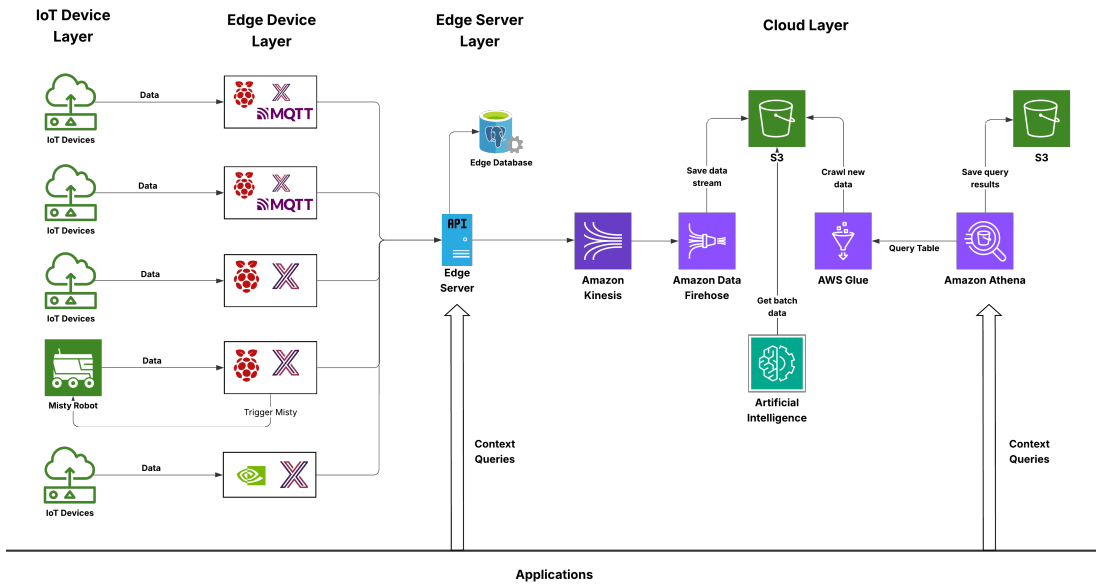 IoT Device
Layer
Edge Device
Layer
Edge Server
Layer
Cloud Layer
IoT Devices
Data
MQTT
IoT Devices
Data
MQTT
IoT Devices
Data
Misty Robot
Data
Trigger Misty
IoT Devices
Data
Edge Database
API
Edge
Server
Amazon
Kinesis
Amazon Data
Firehose
Save data
stream
S3
Crawl new
data
AWS Glue
Query Table
Amazon Athena
Save query
results
S3
Get batch
data
Artificial
Intelligence
Context
Queries
Context
Queries
Applications